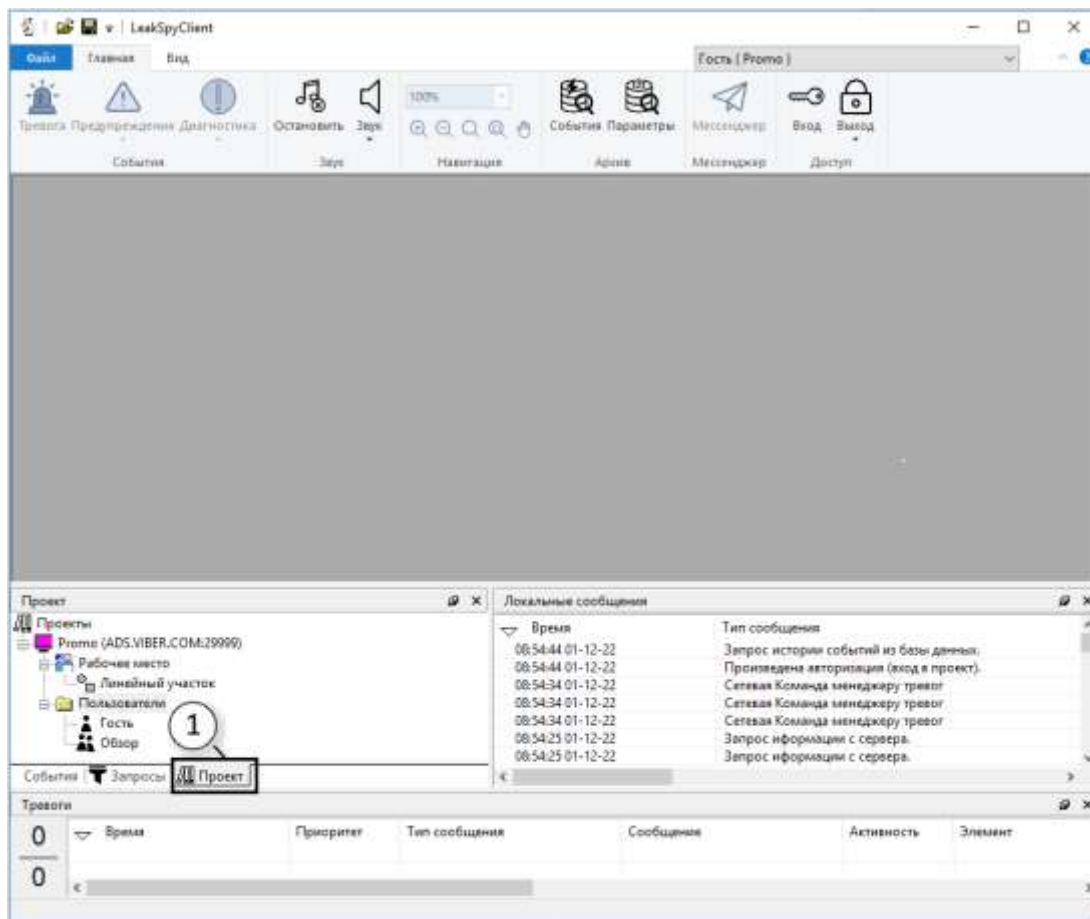 LeakSpyClient
Файл Главная Вид Гость ( Promo )
100%
Тревога Предупреждения Диагностика Остановить Звук События Параметры Мессенджер Вход Выход
События Звук Навигация Архив Мессенджер Доступ
Проект
Проекты
Promo (ADS.VIBER.COM:29999)
Рабочее место
Линейный участок
Пользователи
Гость
Обзор
1
События Запросы Проект
Локальные сообщения
Время Тип сообщения
08:54:44 01-12-22 Запрос истории событий из базы данных.
08:54:44 01-12-22 Произведена авторизация (вход в проект).
08:54:34 01-12-22 Сетевая Команда менеджеру тревог
08:54:34 01-12-22 Сетевая Команда менеджеру тревог
08:54:34 01-12-22 Сетевая Команда менеджеру тревог
08:54:25 01-12-22 Запрос иформации с сервера.
08:54:25 01-12-22 Запрос иформации с сервера.
Тревоги
0 Время Приоритет Тип сообщения Сообщение Активность Элемент
0